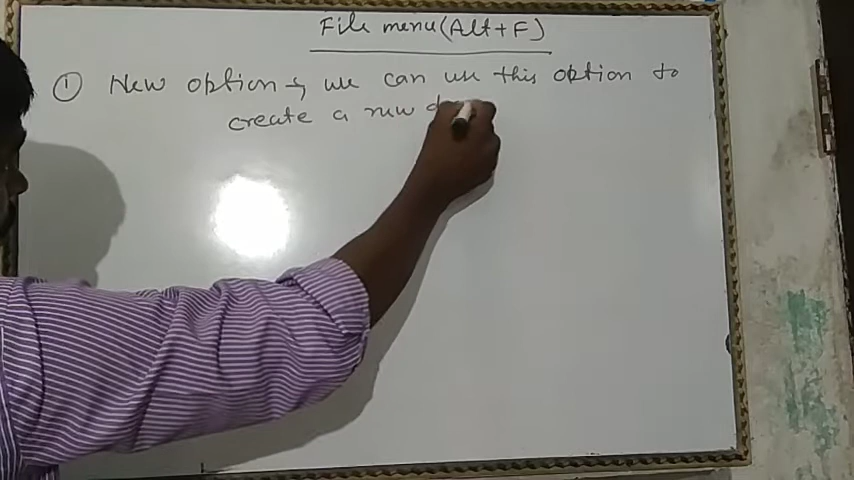 File menu(Alt+F)
① New option → we can use this option to
create a new